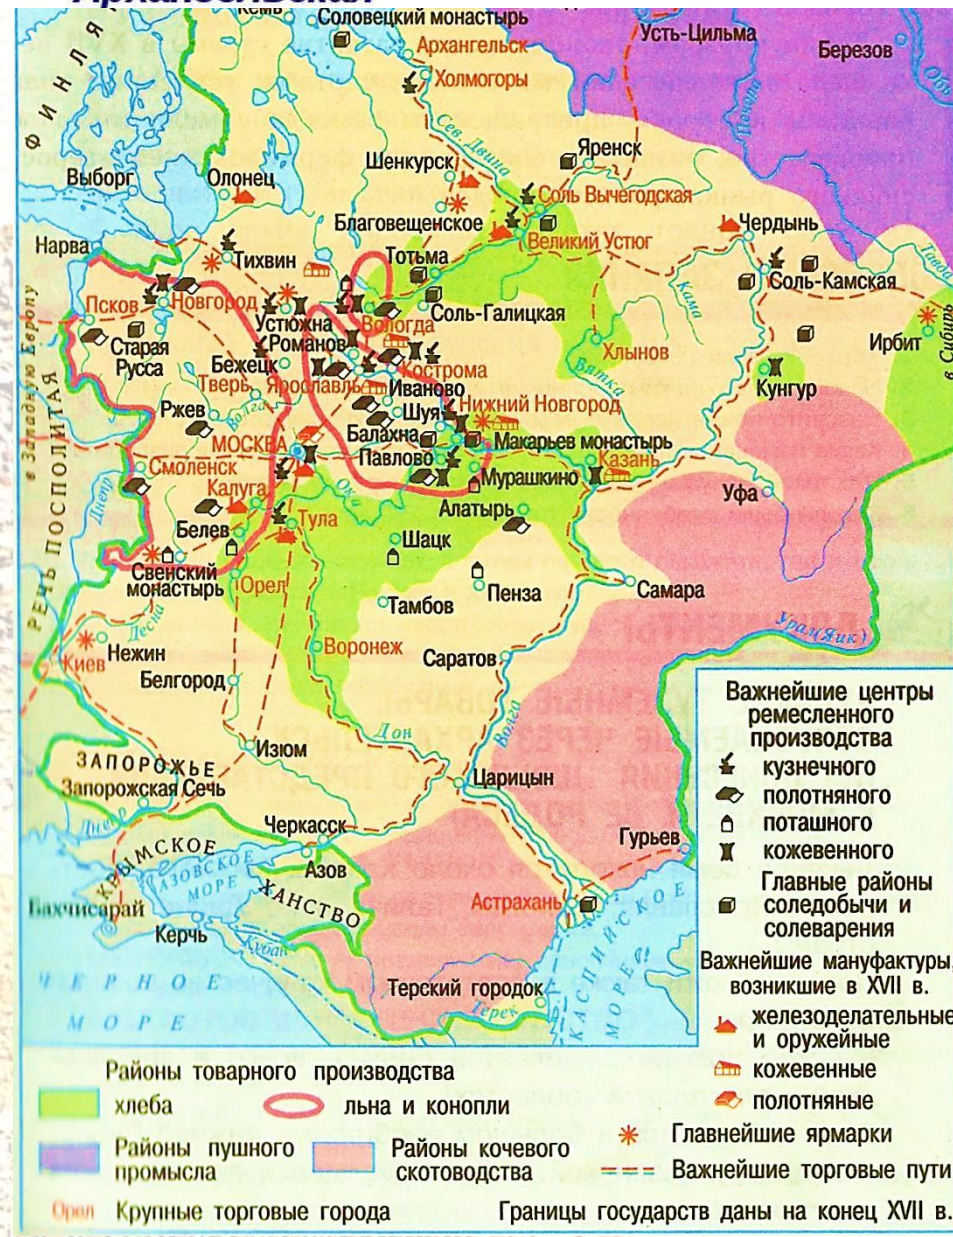 Архангельская
Кемь
Соловецкий монастырь
Усть-Цильма
Березов
Обь
Печора
Архангельск
Холмогоры
ФИНЛЯ
Сев. Двина
Яренск
Шенкурск
Выборг
Олонец
Соль Вычегодская
Благовещенское
Великий Устюг
Чердынь
Нарва
Тихвин
Тотьма
Тавда
Соль-Камская
Кама
Псков
Новгород
Устюжна
Вологда
Соль-Галицкая
в Западную Европу
Старая
Русса
Романов
Хлынов
Ирбит
в Сибирь
Бежецк
Кострома
Вятка
Тверь
Ярославль
Иваново
Кунгур
Ржев
Волга
Шуя
Нижний Новгород
МОСКВА
Балахна
Макарьев монастырь
Смоленск
Павлово
Казань
Мурашкино
Уфа
Калуга
Ока
Днепр
Алатырь
Белев
Тула
Шацк
РЕЧЬ ПОСПОЛИТАЯ
Свенский
монастырь
Орел
Пенза
Самара
Тамбов
Десна
Нежин
Урал(Яик)
Киев
Воронеж
Саратов
Белгород
Волга
Дон
Изюм
ЗАПОРОЖЬЕ
Запорожская Сечь
Царицын
Днепр
Черкасск
Гурьев
КРЫМСКОЕ
ХАНСТВО
АЗОВСКОЕ
МОРЕ
Азов
Бахчисарай
Астрахань
Керчь
Кубань
ЧЕРНОЕ
МОРЕ
Терский городок
Терек
КАСПИЙСКОЕ
МОРЕ
Важнейшие центры
ремесленного
производства
кузнечного
полотняного
поташного
кожевенного
Главные районы
соледобычи и
солеварения
Важнейшие мануфактуры,
возникшие в XVII в.
железоделательные
и оружейные
кожевенные
полотняные
Главнейшие ярмарки
Важнейшие торговые пути
Районы товарного производства
хлеба
льна и конопли
Районы пушного
промысла
Районы кочевого
скотоводства
Орел
Крупные торговые города
Границы государств даны на конец XVII в.